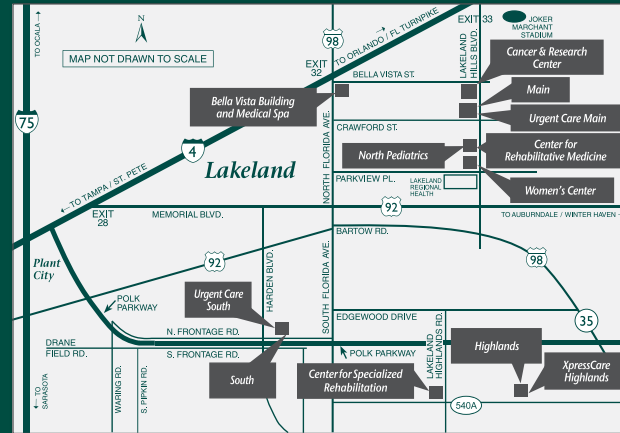 TO OCALA
N
MAP NOT DRAWN TO SCALE
98
TO ORLANDO / FL TURNPIKE
EXIT 33
JOKER
MARCHANT
STADIUM
LAKELAND
HILLS BLVD.
Cancer & Research
Center
EXIT
32
BELLA VISTA ST.
Main
Bella Vista Building
and Medical Spa
Urgent Care Main
75
NORTH FLORIDA AVE.
CRAWFORD ST.
4
Center for
Rehabilitative Medicine
North Pediatrics
Lakeland
PARKVIEW PL.
LAKELAND
REGIONAL
HEALTH
Women's Center
TO TAMPA / ST. PETE
EXIT
28
MEMORIAL BLVD.
92
TO AUBURNDALE / WINTER HAVEN
BARTOW RD.
Plant
City
92
HARDEN BLVD.
SOUTH FLORIDA AVE.
98
POLK
PARKWAY
Urgent Care
South
EDGEWOOD DRIVE
35
N. FRONTAGE RD.
DRANE
FIELD RD.
S. FRONTAGE RD.
POLK PARKWAY
LAKELAND
HIGHLANDS RD.
Highlands
TO
SARASOTA
WARING RD.
S. PIPKIN RD.
South
Center for Specialized
Rehabilitation
XpressCare
Highlands
540A